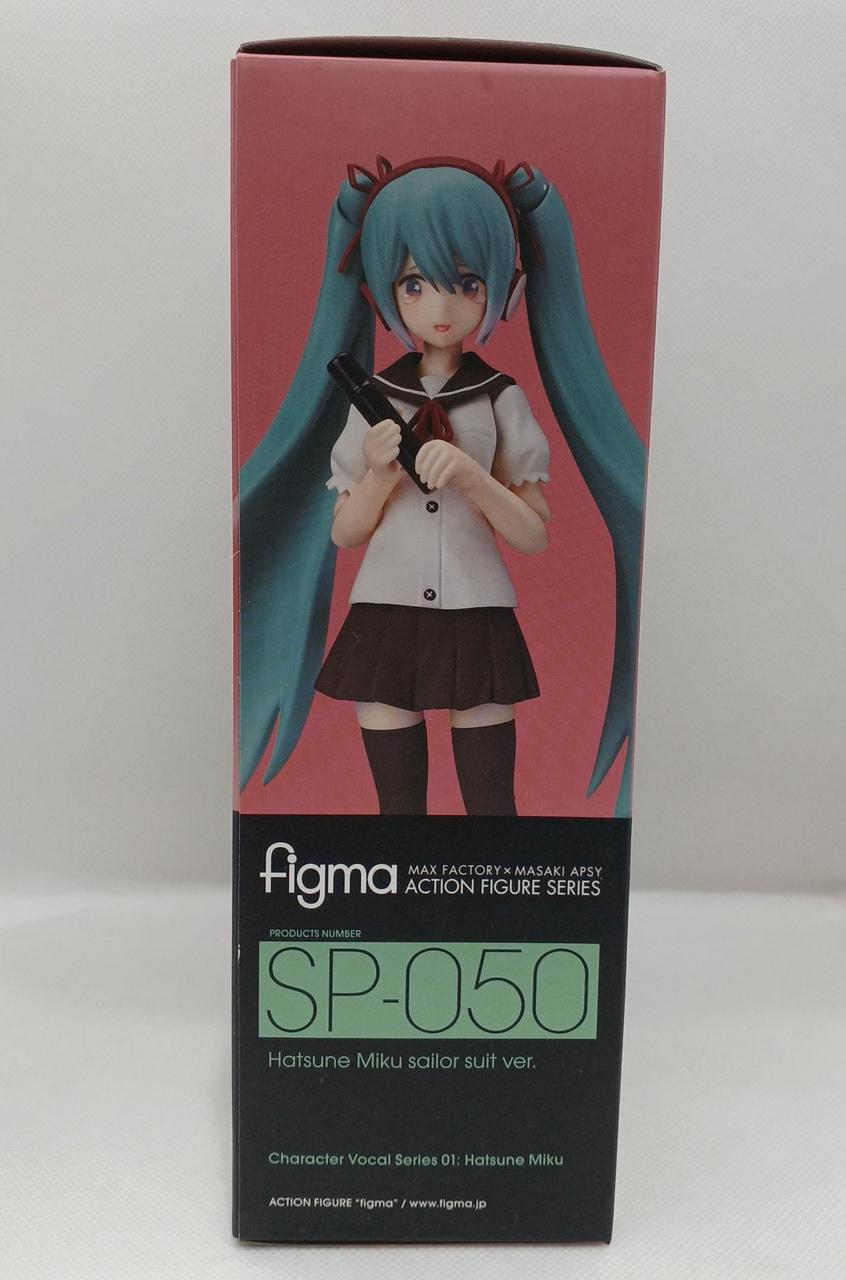 figma MAX FACTORY × MASAKI APSY
ACTION FIGURE SERIES
PRODUCTS NUMBER
SP-050
Hatsune Miku sailor suit ver.
Character Vocal Series 01: Hatsune Miku
ACTION FIGURE "figma" / www.figma.jp